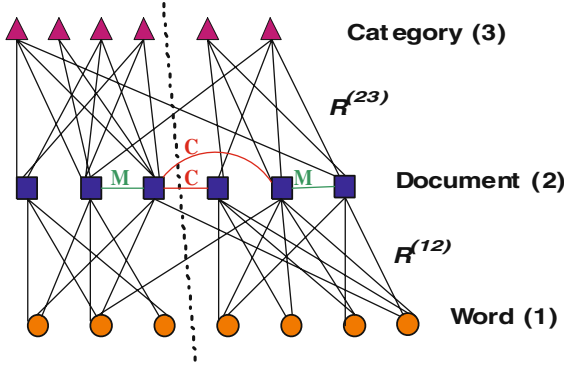 Category (3)
R(23)
C
M
C
M
Document (2)
R(12)
Word (1)